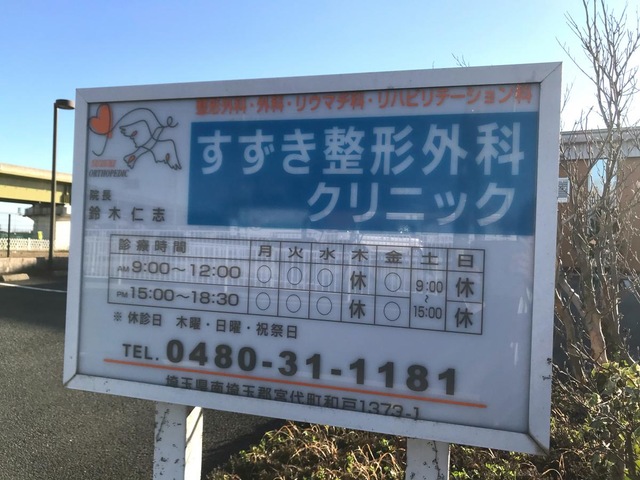 整形外科・外科・リウマチ科・リハビリテーション科
すずき整形外科
クリニック
ORTHOPEDIC
院長
鈴木仁志
診療時間 月 火 水 木 金 土 日
AM 9:00〜12:00 ○ ○ ○ 休 ○ 9:00〜15:00 休
PM 15:00〜18:30 ○ ○ ○ 休 ○ 休
※ 休診日 木曜・日曜・祝祭日
TEL. 0480-31-1181
埼玉県南埼玉郡宮代町和戸1373-1